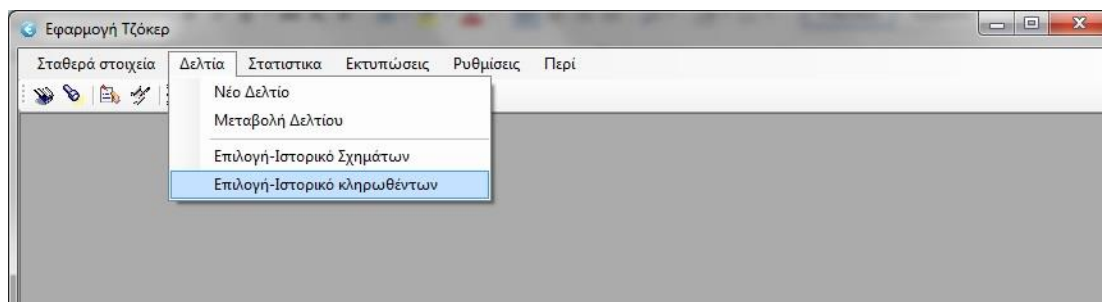 Εφαρμογή Τζόκερ
Σταθερά στοιχεία Δελτία Στατιστικα Εκτυπώσεις Ρυθμίσεις Περί
Νέο Δελτίο
Μεταβολή Δελτίου
Επιλογή-Ιστορικό Σχημάτων
Επιλογή-Ιστορικό κληρωθέντων